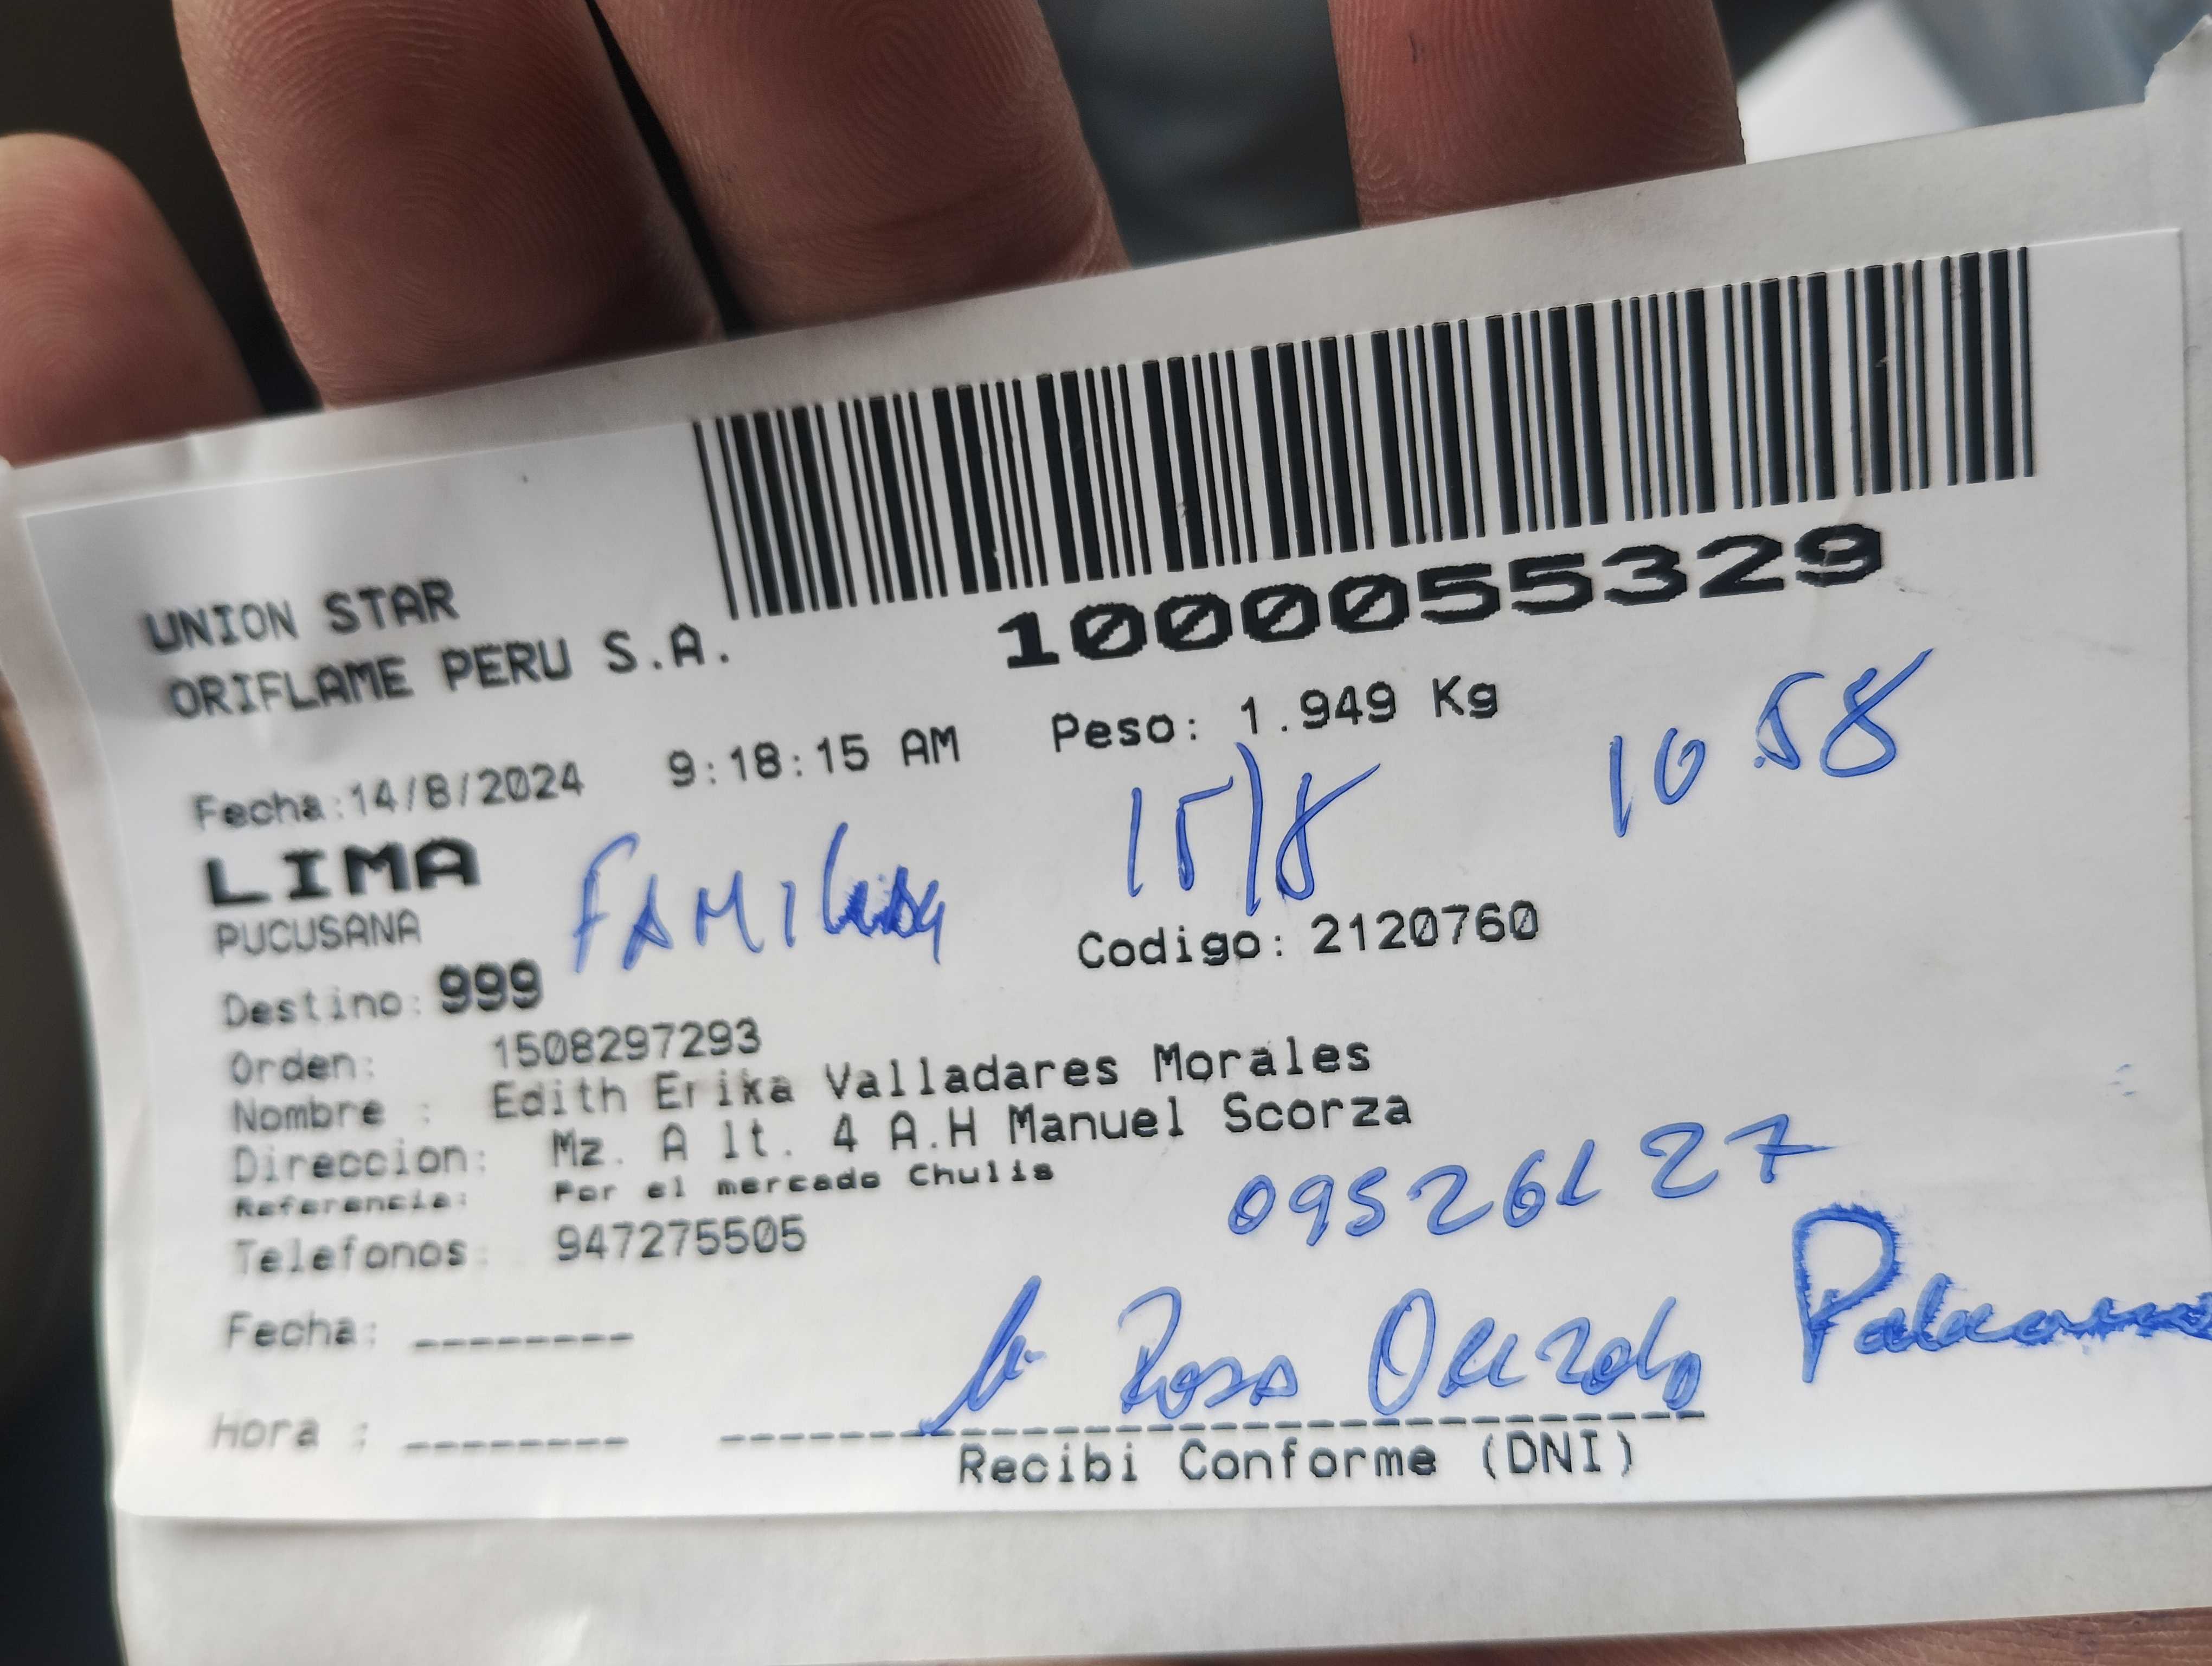 1000055329
UNION STAR
ORIFLAME PERU S.A.
Fecha:14/8/2024 9:18:15 AM Peso: 1.949 Kg
15/8 10 58
LIMA
PUCUSANA
Codigo: 2120760
Destino: 999
Orden: 1508297293
Nombre : Edith Erika Valladares Morales
Direccion: Mz. A lt. 4 A.H Manuel Scorza
Referencia: Por el mercado Chulis
Telefonos: 947275505
09526127
Fecha: --------
Rosa
Hora : --------
Recibi Conforme (DNI)